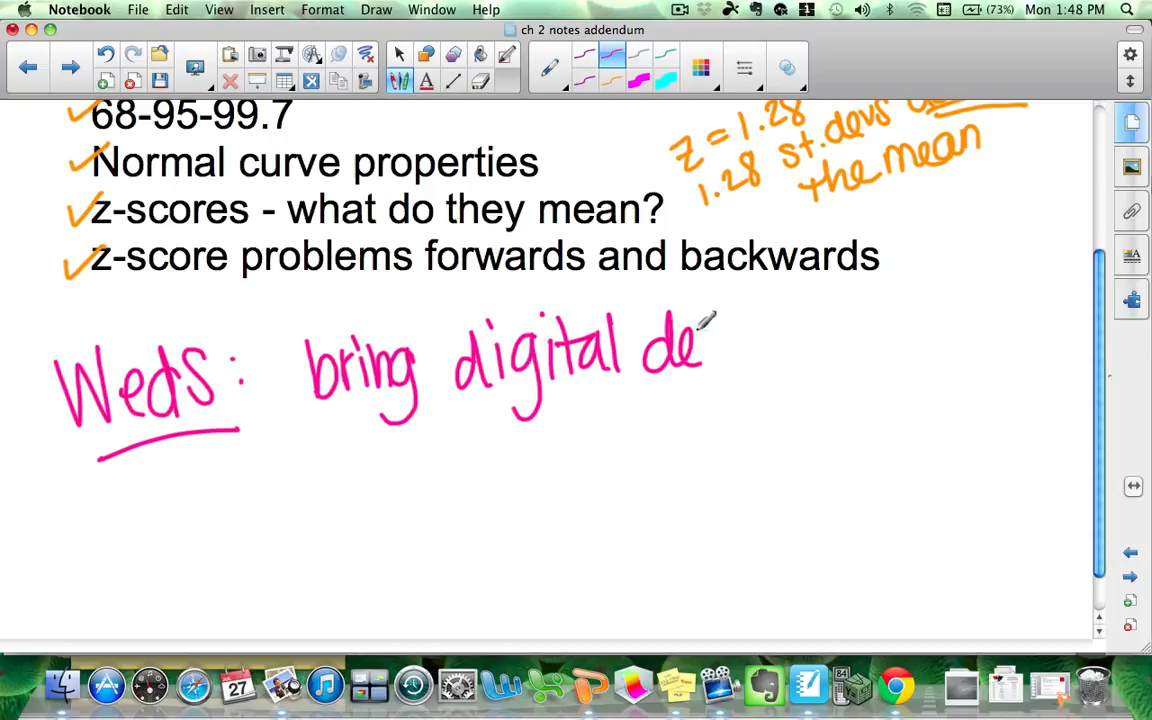 Notebook File Edit View Insert Format Draw Window Help (73%) Mon 1:48 PM
ch 2 notes addendum
68-95-99.7
z = 1.28
1.28 st.devs
the mean
Normal curve properties
z-scores - what do they mean?
z-score problems forwards and backwards
Weds: bring digital de
27